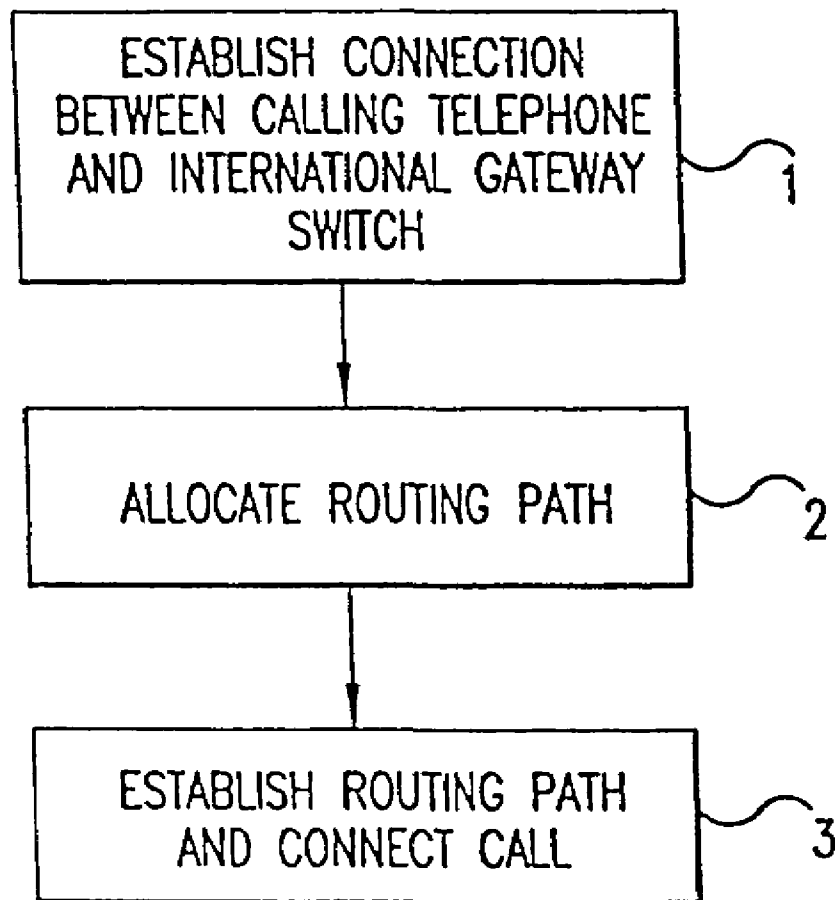 ESTABLISH CONNECTION
BETWEEN CALLING TELEPHONE
AND INTERNATIONAL GATEWAY
SWITCH
1
ALLOCATE ROUTING PATH
2
ESTABLISH ROUTING PATH
AND CONNECT CALL
3